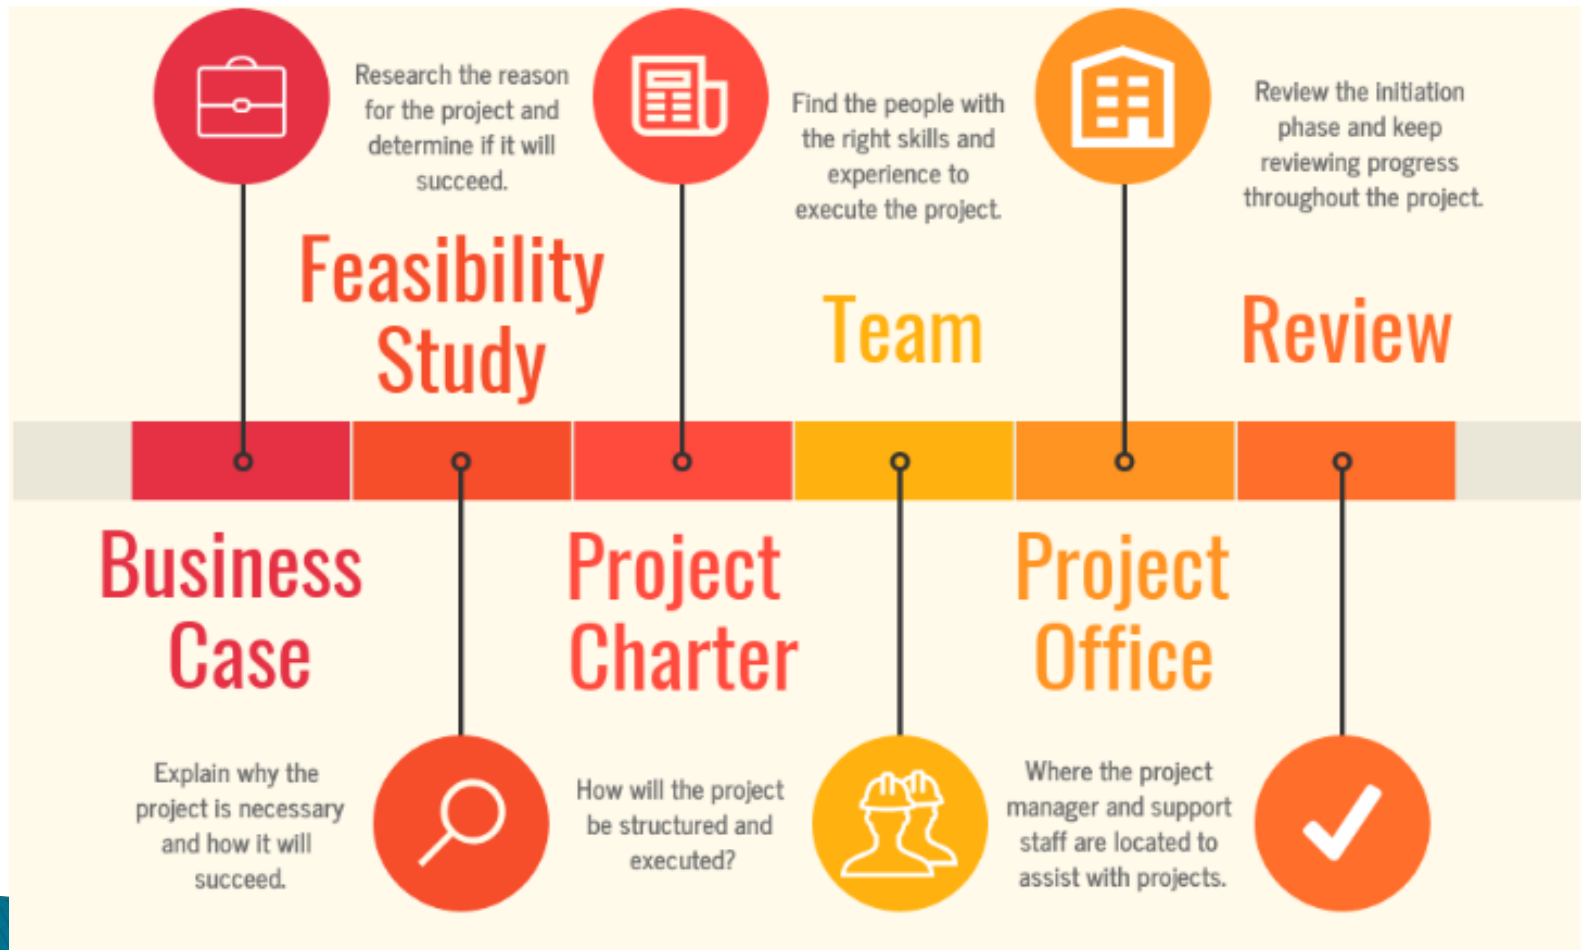 Research the reason
for the project and
determine if it will
succeed.
Feasibility
Study
Find the people with
the right skills and
experience to
execute the project.
Team
Review the initiation
phase and keep
reviewing progress
throughout the project.
Review
Business
Case
Explain why the
project is necessary
and how it will
succeed.
Project
Charter
How will the project
be structured and
executed?
Project
Office
Where the project
manager and support
staff are located to
assist with projects.